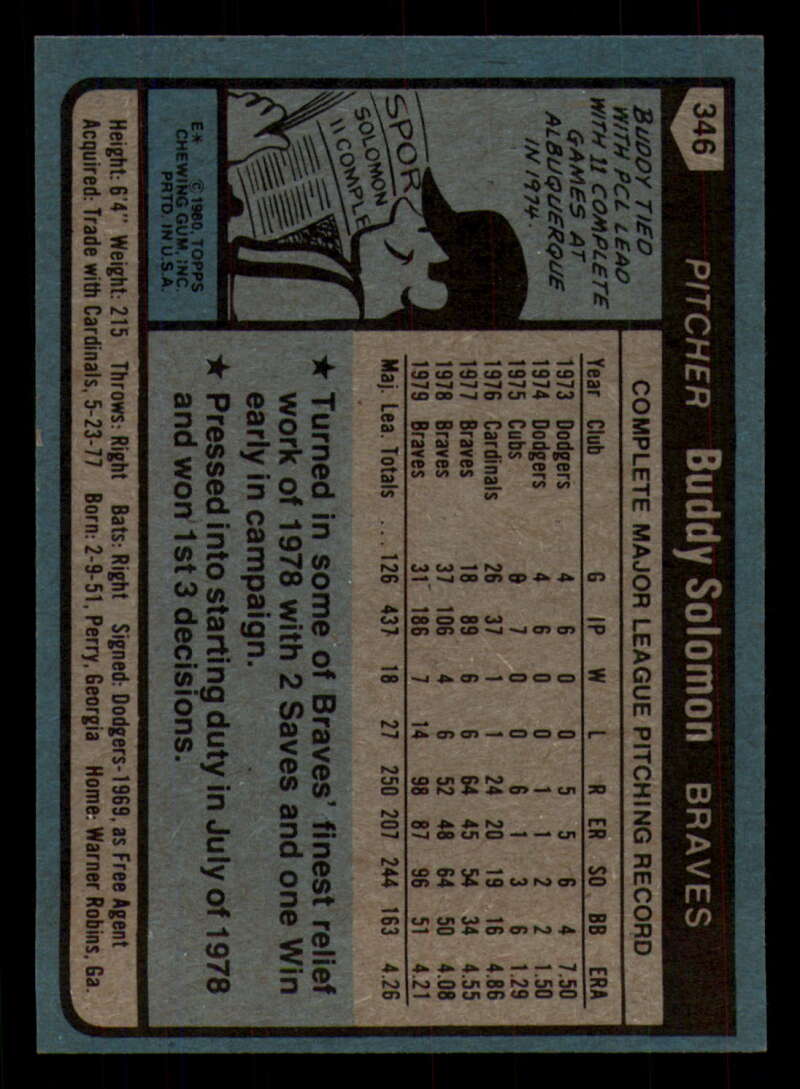 346 PITCHER Buddy Solomon BRAVES
BUDDY TIED
WITH PCL LEAD
WITH 11 COMPLETE
GAMES AT
ALBUQUERQUE
IN 1974.
SPOR
SOLOMON
11 COMPLE
E* © 1980, TOPPS
CHEWING GUM, INC.
PRTD. IN U.S.A.
COMPLETE MAJOR LEAGUE PITCHING RECORD
Year Club G IP W L R ER SO BB ERA
1973 Dodgers 4 6 0 0 5 5 6 4 7.50
1974 Dodgers 4 6 0 0 1 1 2 2 1.50
1975 Cubs 6 7 0 0 6 1 3 6 1.29
1976 Cardinals 26 37 1 1 24 20 19 16 4.86
1977 Braves 18 89 6 6 64 45 54 34 4.55
1978 Braves 37 106 4 6 52 48 64 50 4.08
1979 Braves 31 186 7 14 98 87 96 51 4.21
Maj. Lea. Totals .... 126 437 18 27 250 207 244 163 4.26
★ Turned in some of Braves' finest relief
work of 1978 with 2 Saves and one Win
early in campaign.
★ Pressed into starting duty in July of 1978
and won 1st 3 decisions.
Height: 6'4" Weight: 215 Throws: Right Bats: Right Signed: Dodgers-1969, as Free Agent
Acquired: Trade with Cardinals, 5-23-77 Born: 2-9-51, Perry, Georgia Home: Warner Robins, Ga.